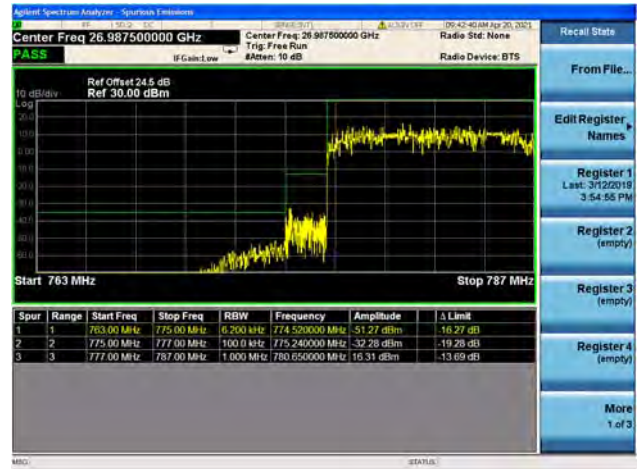 Agilent Spectrum Analyzer - Spurious Emissions
09:42:40 AM Apr 20, 2021
Center Freq 26.987500000 GHz
Center Freq: 26.987500000 GHz
Radio Std: None
Trig: Free Run
PASS
IFGain:Low
#Atten: 10 dB
Radio Device: BTS
Ref Offset 24.5 dB
10 dB/div
Ref 30.00 dBm
Log
Start 763 MHz
Stop 787 MHz
Spur Range Start Freq Stop Freq RBW Frequency Amplitude Δ Limit
1 1 763.00 MHz 775.00 MHz 6.200 kHz 774.520000 MHz -51.27 dBm -16.27 dB
2 2 775.00 MHz 777.00 MHz 100.0 kHz 775.240000 MHz -32.28 dBm -19.28 dB
3 3 777.00 MHz 787.00 MHz 1.000 MHz 780.650000 MHz 16.31 dBm -13.69 dB
MSG
STATUS
Recall State
From File...
Edit Register
Names
Register 1
Last: 3/12/2019
3:54:55 PM
Register 2
(empty)
Register 3
(empty)
Register 4
(empty)
More
1 of 3